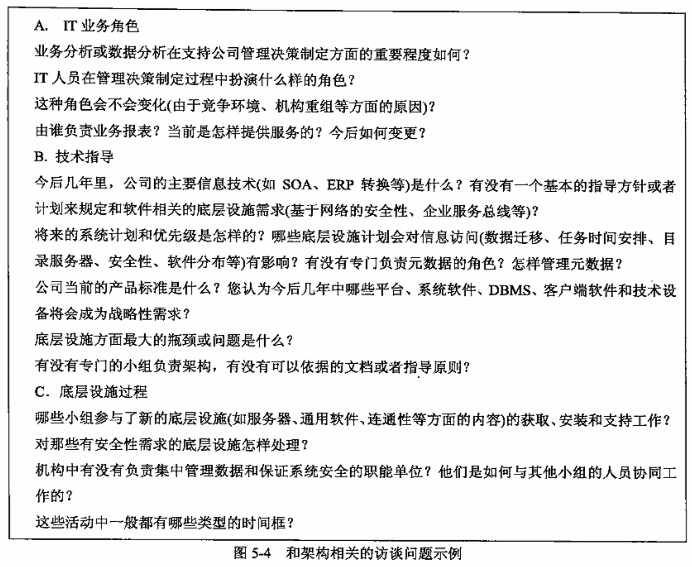 A. IT 业务角色
业务分析或数据分析在支持公司管理决策制定方面的重要程度如何？
IT 人员在管理决策制定过程中扮演什么样的角色？
这种角色会不会变化(由于竞争环境、机构重组等方面的原因)？
由谁负责业务报表？当前是怎样提供服务的？今后如何变更？
B. 技术指导
今后几年里，公司的主要信息技术(如 SOA、ERP 转换等)是什么？有没有一个基本的指导方针或者
计划来规定和软件相关的底层设施需求(基于网络的安全性、企业服务总线等)？
将来的系统计划和优先级是怎样的？哪些底层设施计划会对信息访问(数据迁移、任务时间安排、目
录服务器、安全性、软件分布等)有影响？有没有专门负责元数据的角色？怎样管理元数据？
公司当前的产品标准是什么？您认为今后几年中哪些平台、系统软件、DBMS、客户端软件和技术设
备将会成为战略性需求？
底层设施方面最大的瓶颈或问题是什么？
有没有专门的小组负责架构，有没有可以依据的文档或者指导原则？
C. 底层设施过程
哪些小组参与了新的底层设施(如服务器、通用软件、连通性等方面的内容)的获取、安装和支持工作？
对那些有安全性需求的底层设施怎样处理？
机构中有没有负责集中管理数据和保证系统安全的职能单位？他们是如何与其他小组的人员协同工
作的？
这些活动中一般都有哪些类型的时间框？
图 5-4 和架构相关的访谈问题示例